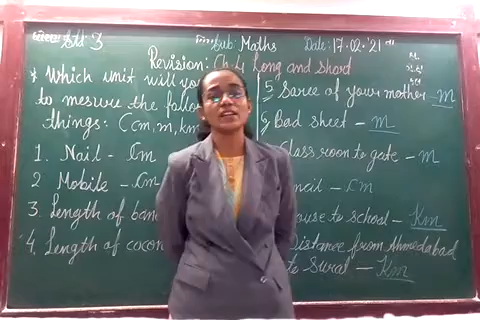 Std: 3
Sub: Maths
Date: 17.02.'21
Revision: Ch 4 Long and Short
* Which unit will you
to mesure the follo
things: (cm, m, km
1. Nail - Cm
2 Mobile - Cm
3. Length of ban
4. Length of cocon
5 Saree of your mother - M
6 Bad sheet - M
Class room to gate - M
ncil - CM
ouse to school - Km
Distance from Ahmedabad
to Surat - Km